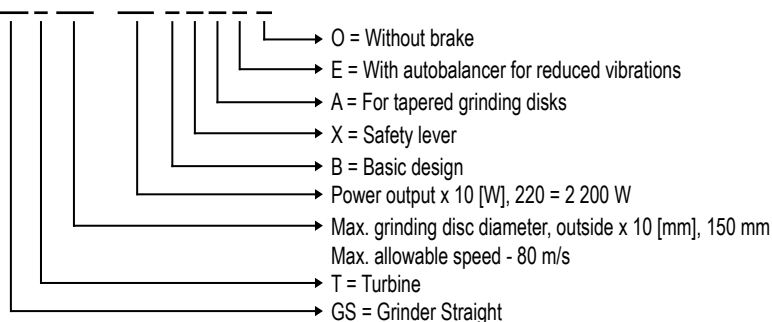 O = Without brake
E = With autobalancer for reduced vibrations
A = For tapered grinding disks
X = Safety lever
B = Basic design
Power output x 10 [W], 220 = 2 200 W
Max. grinding disc diameter, outside x 10 [mm], 150 mm
Max. allowable speed - 80 m/s
T = Turbine
GS = Grinder Straight